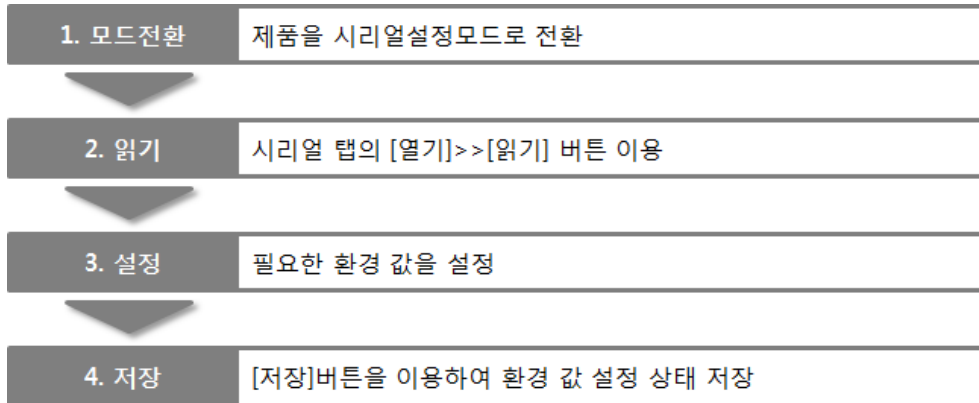 1. 모드전환 제품을 시리얼설정모드로 전환
2. 읽기 시리얼 탭의 [열기]>>[읽기] 버튼 이용
3. 설정 필요한 환경 값을 설정
4. 저장 [저장]버튼을 이용하여 환경 값 설정 상태 저장